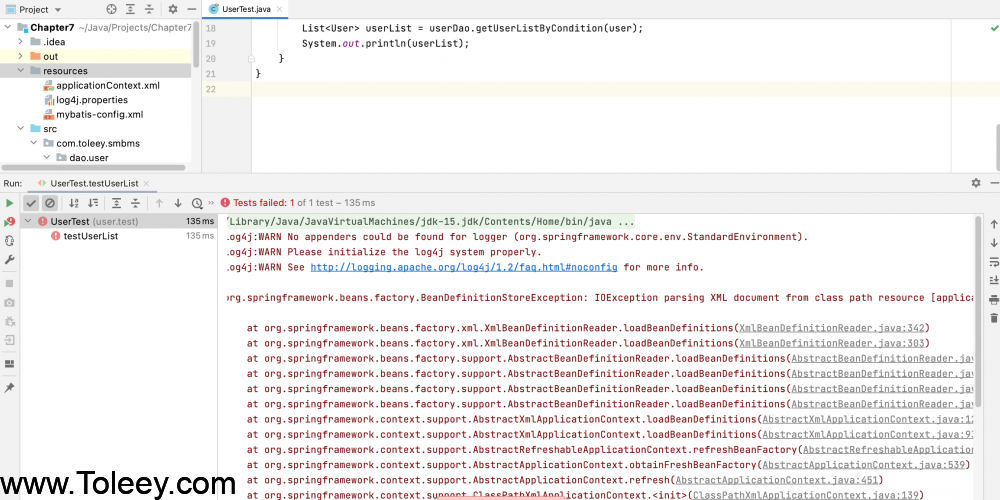 Project
UserTest.java
Chapter7 ~/Java/Projects/Chapter7
.idea
out
resources
applicationContext.xml
log4j.properties
mybatis-config.xml
src
com.toleey.smbms
dao.user
18 List<User> userList = userDao.getUserListByCondition(user);
19 System.out.println(userList);
20 }
21 }
22
Run: UserTest.testUserList
Tests failed: 1 of 1 test – 135 ms
UserTest (user.test) 135 ms
testUserList 135 ms
/Library/Java/JavaVirtualMachines/jdk-15.jdk/Contents/Home/bin/java ...
log4j:WARN No appenders could be found for logger (org.springframework.core.env.StandardEnvironment).
log4j:WARN Please initialize the log4j system properly.
log4j:WARN See http://logging.apache.org/log4j/1.2/faq.html#noconfig for more info.
org.springframework.beans.factory.BeanDefinitionStoreException: IOException parsing XML document from class path resource [applic
at org.springframework.beans.factory.xml.XmlBeanDefinitionReader.loadBeanDefinitions(XmlBeanDefinitionReader.java:342)
at org.springframework.beans.factory.xml.XmlBeanDefinitionReader.loadBeanDefinitions(XmlBeanDefinitionReader.java:303)
at org.springframework.beans.factory.support.AbstractBeanDefinitionReader.loadBeanDefinitions(AbstractBeanDefinitionReader.jav
at org.springframework.beans.factory.support.AbstractBeanDefinitionReader.loadBeanDefinitions(AbstractBeanDefinitionReader.jav
at org.springframework.beans.factory.support.AbstractBeanDefinitionReader.loadBeanDefinitions(AbstractBeanDefinitionReader.jav
at org.springframework.beans.factory.support.AbstractBeanDefinitionReader.loadBeanDefinitions(AbstractBeanDefinitionReader.jav
at org.springframework.context.support.AbstractXmlApplicationContext.loadBeanDefinitions(AbstractXmlApplicationContext.java:12
at org.springframework.context.support.AbstractXmlApplicationContext.loadBeanDefinitions(AbstractXmlApplicationContext.java:93
at org.springframework.context.support.AbstractRefreshableApplicationContext.refreshBeanFactory(AbstractRefreshableApplication
at org.springframework.context.support.AbstractApplicationContext.obtainFreshBeanFactory(AbstractApplicationContext.java:539)
at org.springframework.context.support.AbstractApplicationContext.refresh(AbstractApplicationContext.java:451)
at org.springframework.context.support.ClassPathXmlApplicationContext.<init>(ClassPathXmlApplicationContext.java:139)
www.Toleey.com